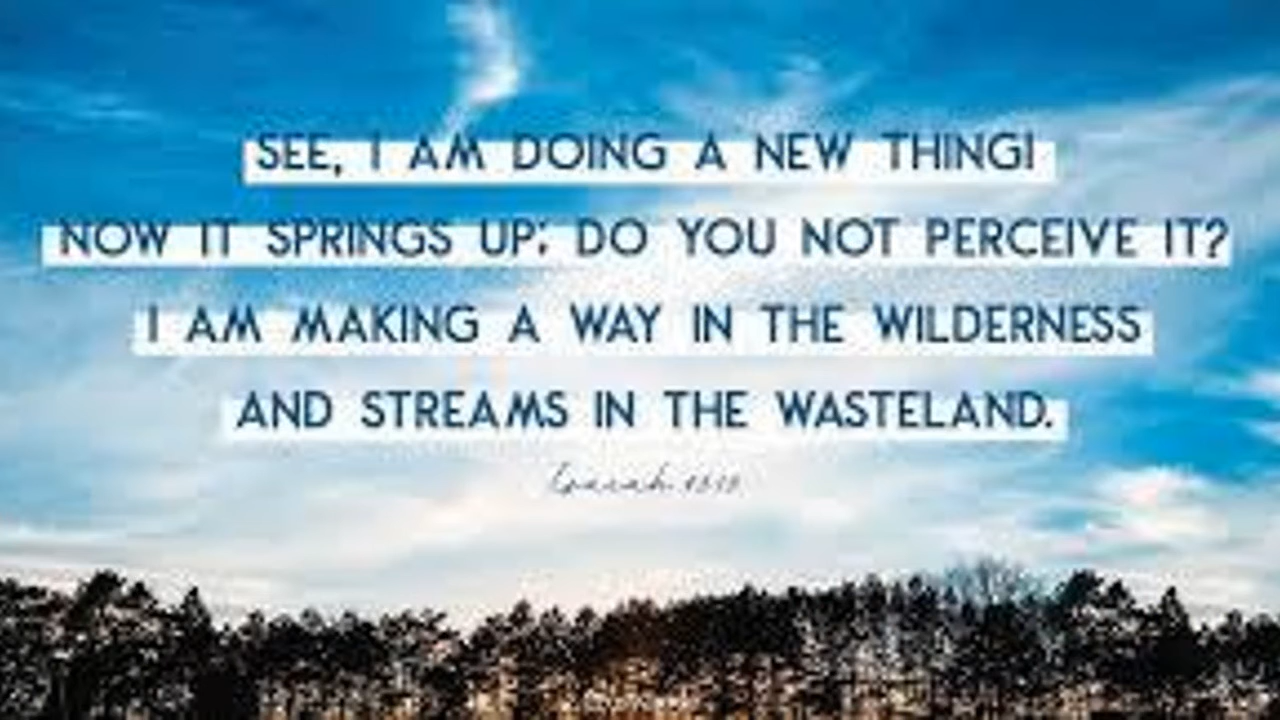 SEE, I AM DOING A NEW THING!
NOW IT SPRINGS UP; DO YOU NOT PERCEIVE IT?
I AM MAKING A WAY IN THE WILDERNESS
AND STREAMS IN THE WASTELAND.
Isaiah